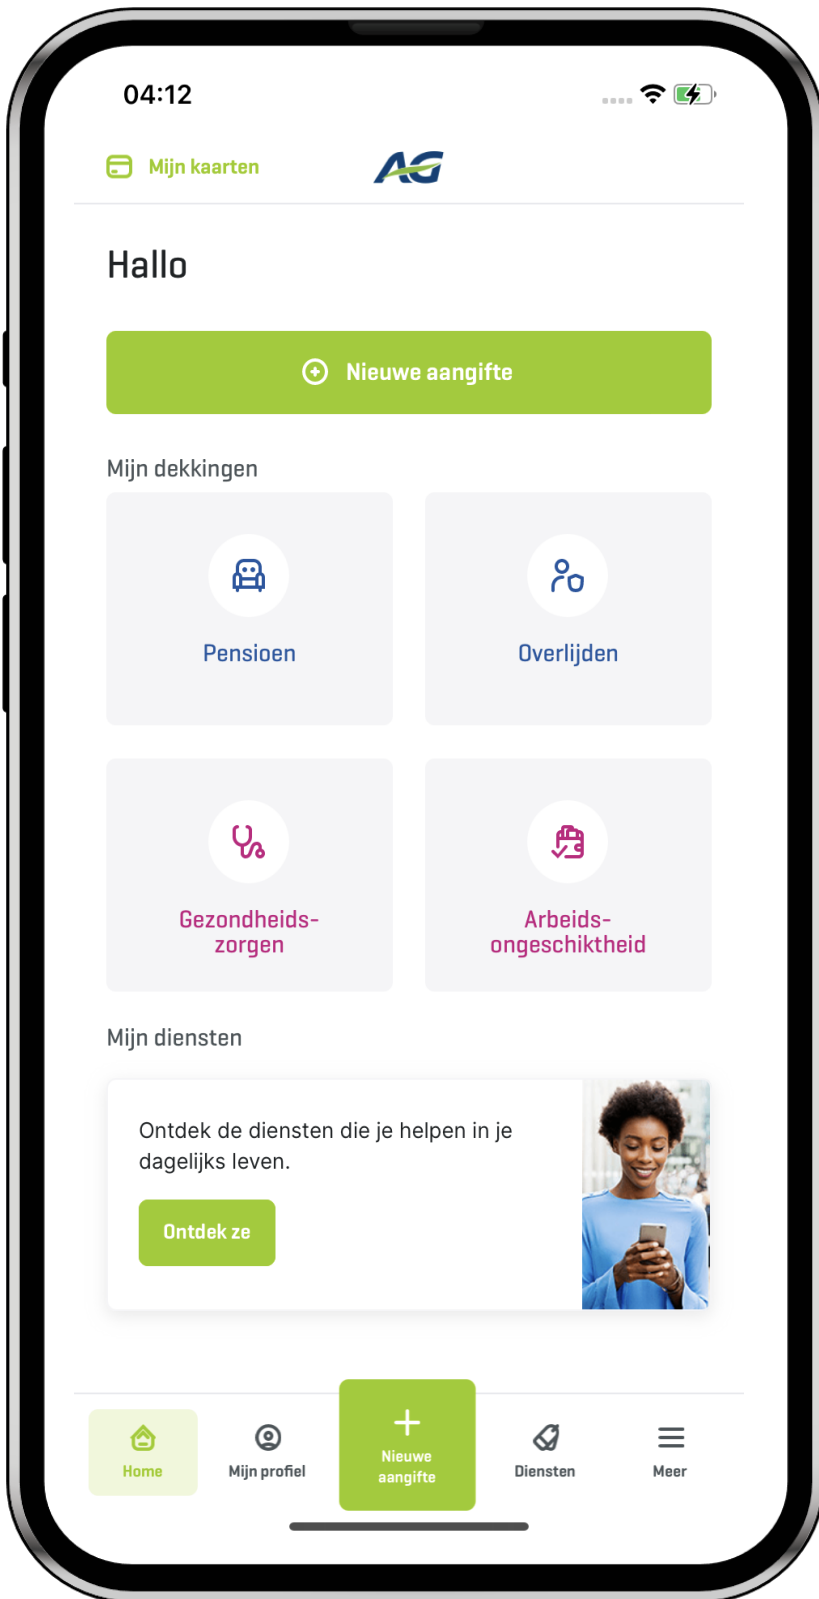 04:12
Mijn kaarten
AG
Hallo
Nieuwe aangifte
Mijn dekkingen
Pensioen
Overlijden
Gezondheids-
zorgen
Arbeids-
ongeschiktheid
Mijn diensten
Ontdek de diensten die je helpen in je
dagelijks leven.
Ontdek ze
Home
Mijn profiel
Nieuwe
aangifte
Diensten
Meer